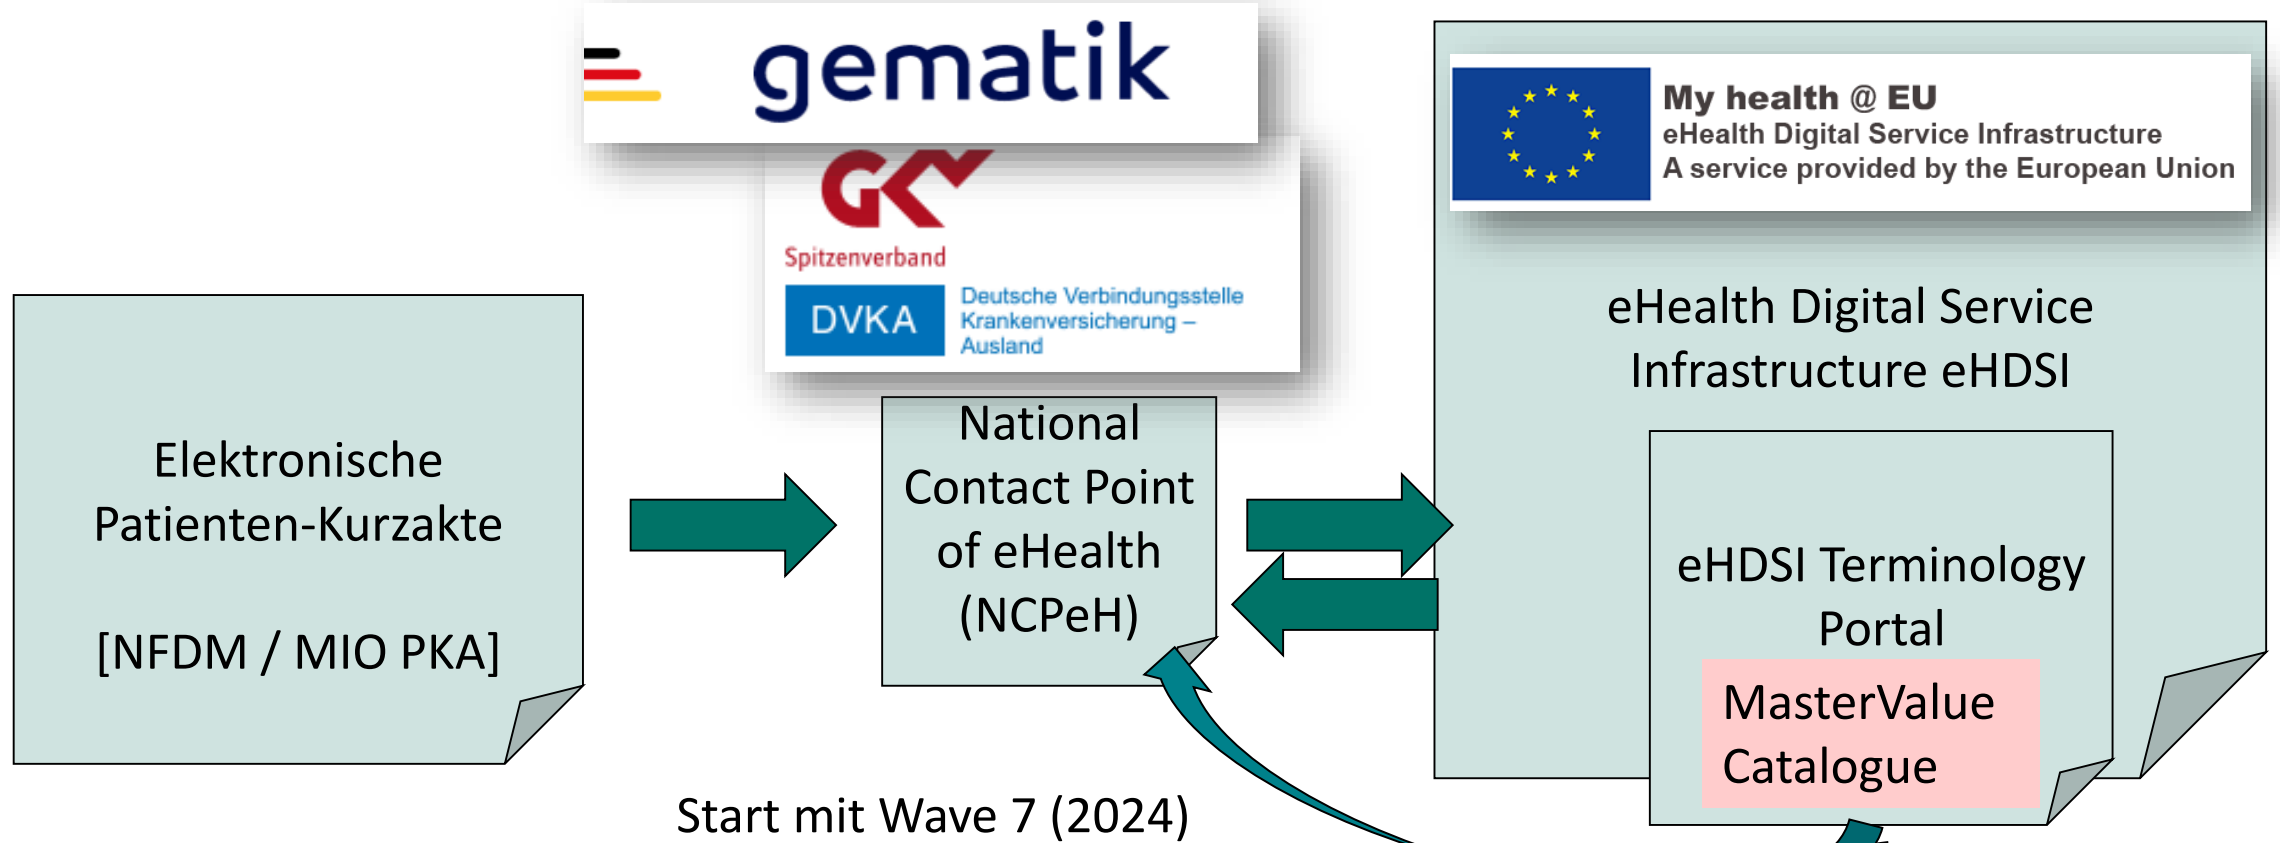 gematik
GKV
Spitzenverband
DVKA
Deutsche Verbindungsstelle
Krankenversicherung –
Ausland
My health @ EU
eHealth Digital Service Infrastructure
A service provided by the European Union
eHealth Digital Service
Infrastructure eHDSI
Elektronische
Patienten-Kurzakte
[NFDM / MIO PKA]
National
Contact Point
of eHealth
(NCPeH)
eHDSI Terminology
Portal
MasterValue
Catalogue
Start mit Wave 7 (2024)